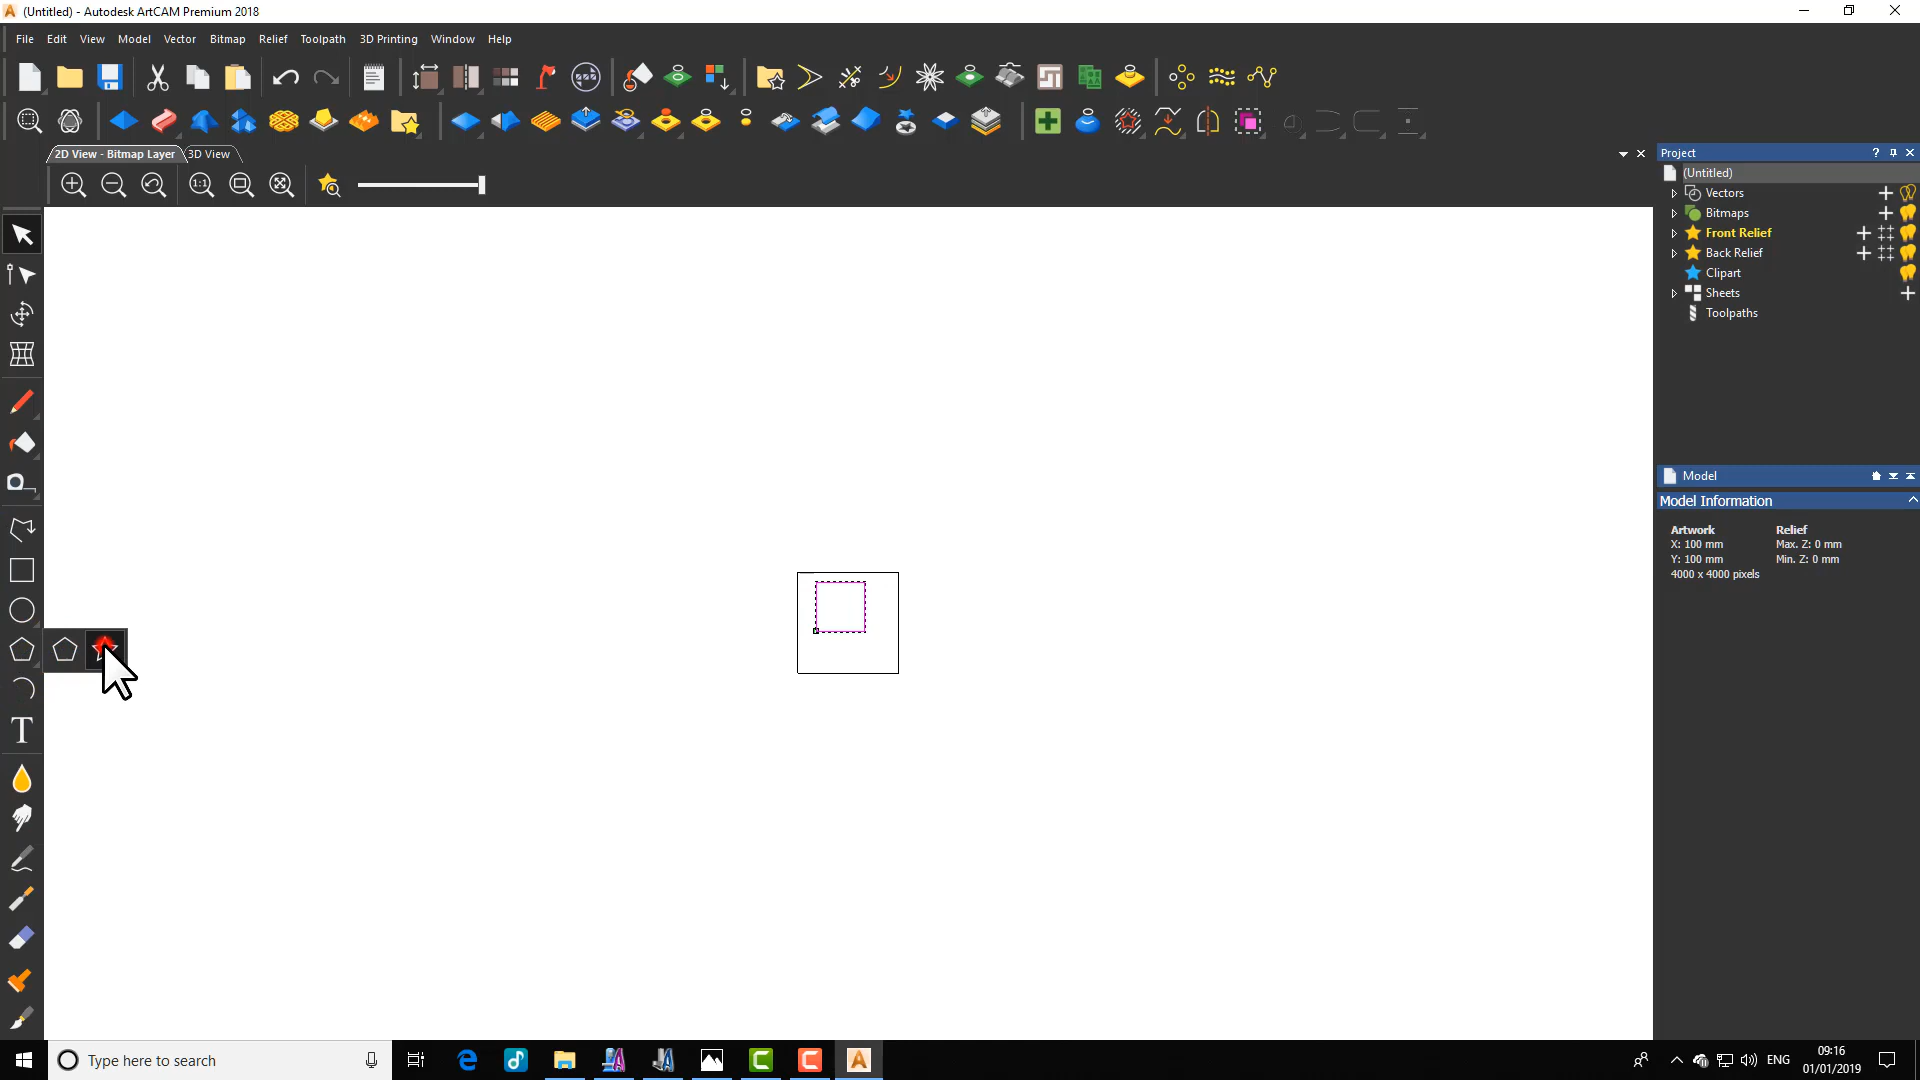 (Untitled) - Autodesk ArtCAM Premium 2018
File Edit View Model Vector Bitmap Relief Toolpath 3D Printing Window Help
2D View - Bitmap Layer 3D View
1:1
Project
(Untitled)
Vectors
Bitmaps
Front Relief
Back Relief
Clipart
Sheets
Toolpaths
Model
Model Information
Artwork Relief
X: 100 mm Max. Z: 0 mm
Y: 100 mm Min. Z: 0 mm
4000 x 4000 pixels
Type here to search
ENG
09:16
01/01/2019